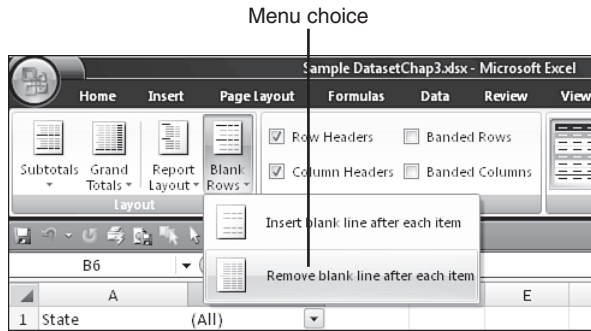 Menu choice
Sample DatasetChap3.xlsx - Microsoft Excel
Home Insert Page Layout Formulas Data Review View
Subtotals Grand Totals Report Layout Blank Rows
Row Headers Banded Rows
Column Headers Banded Columns
Layout
Insert blank line after each item
Remove blank line after each item
B6
A E
1 State (All)